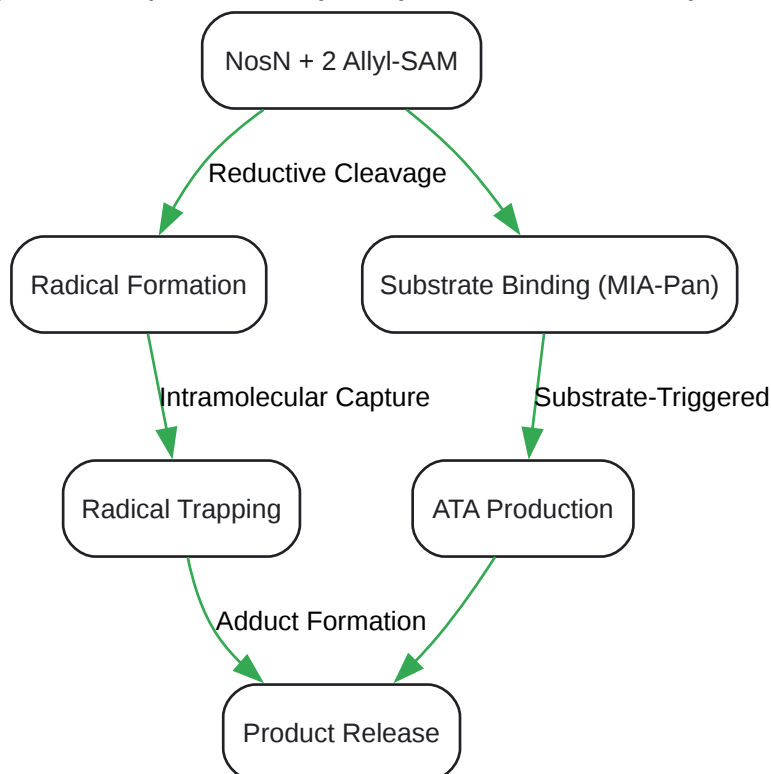 NosN + 2 Allyl-SAM
Reductive Cleavage
Radical Formation
Substrate Binding (MIA-Pan)
Intramolecular Capture
Substrate-Triggered
Radical Trapping
ATA Production
Adduct Formation
Product Release